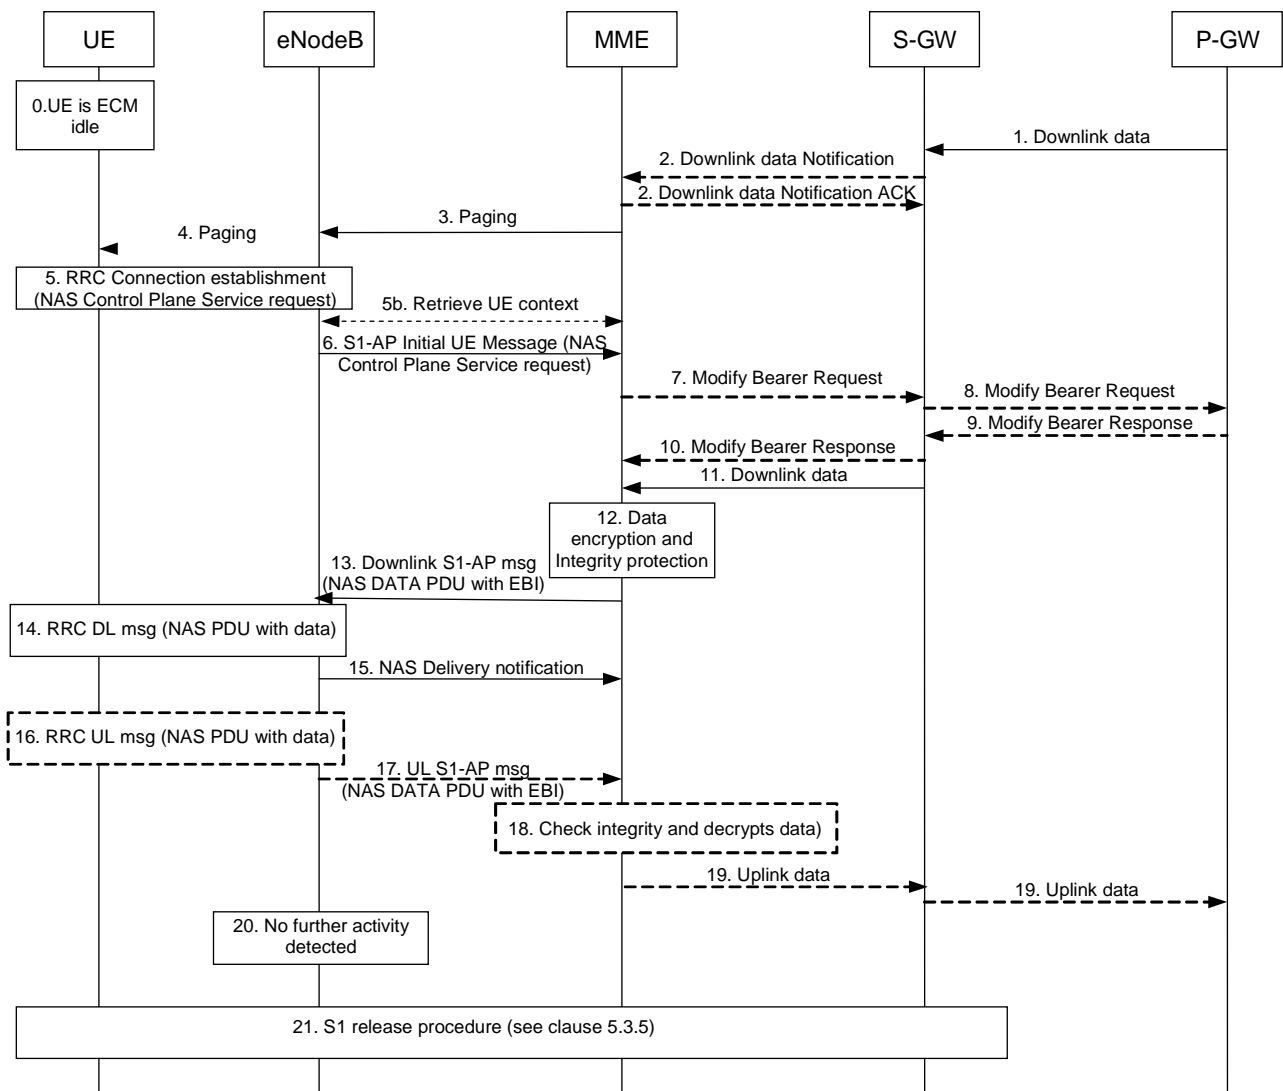 UE
eNodeB
MME
S-GW
P-GW
0.UE is ECM
idle
1. Downlink data
2. Downlink data Notification
2. Downlink data Notification ACK
3. Paging
4. Paging
5. RRC Connection establishment
(NAS Control Plane Service request)
5b. Retrieve UE context
6. S1-AP Initial UE Message (NAS
Control Plane Service request)
7. Modify Bearer Request
8. Modify Bearer Request
9. Modify Bearer Response
10. Modify Bearer Response
11. Downlink data
12. Data
encryption and
Integrity protection
13. Downlink S1-AP msg
(NAS DATA PDU with EBI)
14. RRC DL msg (NAS PDU with data)
15. NAS Delivery notification
16. RRC UL msg (NAS PDU with data)
17. UL S1-AP msg
(NAS DATA PDU with EBI)
18. Check integrity and decrypts data)
19. Uplink data
19. Uplink data
20. No further activity
detected
21. S1 release procedure (see clause 5.3.5)